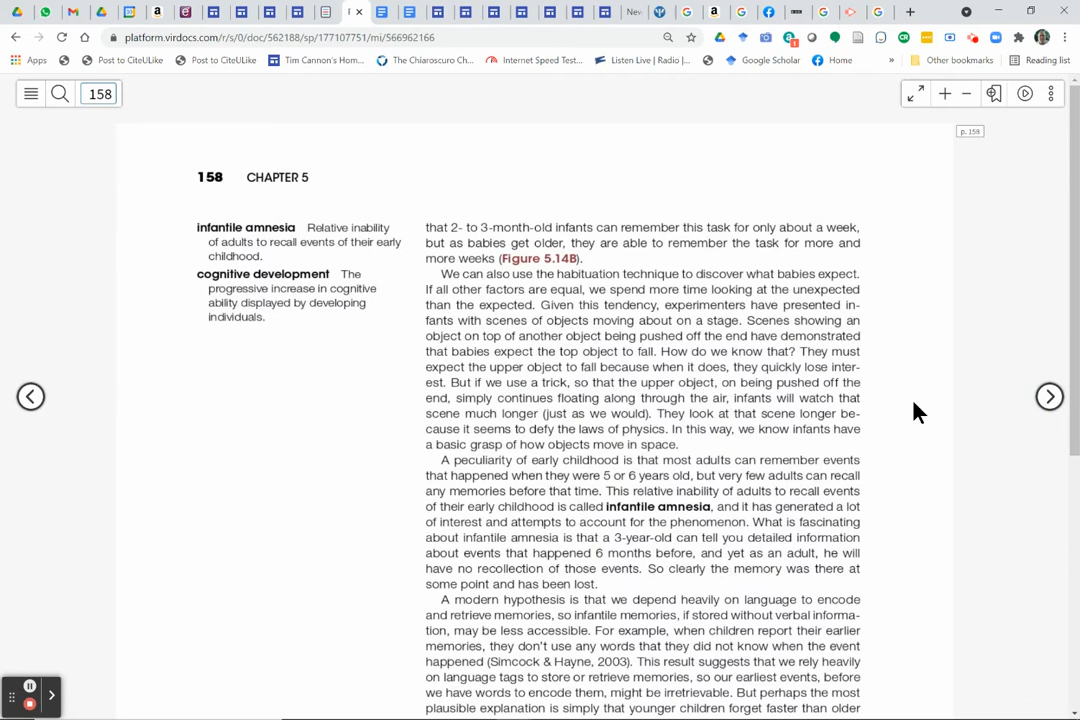 New
platform.virdocs.com/r/s/0/doc/562188/sp/177107751/mi/566962166
Apps
Post to CiteULike
Post to CiteULike
Tim Cannon's Hom...
The Chiaroscuro Ch...
Internet Speed Test...
Listen Live | Radio |...
Google Scholar
Home
»
Other bookmarks
Reading list
158
p. 158
158 CHAPTER 5
infantile amnesia Relative inability
of adults to recall events of their early
childhood.
cognitive development The
progressive increase in cognitive
ability displayed by developing
individuals.
that 2- to 3-month-old infants can remember this task for only about a week,
but as babies get older, they are able to remember the task for more and
more weeks (Figure 5.14B).
We can also use the habituation technique to discover what babies expect.
If all other factors are equal, we spend more time looking at the unexpected
than the expected. Given this tendency, experimenters have presented in-
fants with scenes of objects moving about on a stage. Scenes showing an
object on top of another object being pushed off the end have demonstrated
that babies expect the top object to fall. How do we know that? They must
expect the upper object to fall because when it does, they quickly lose inter-
est. But if we use a trick, so that the upper object, on being pushed off the
end, simply continues floating along through the air, infants will watch that
scene much longer (just as we would). They look at that scene longer be-
cause it seems to defy the laws of physics. In this way, we know infants have
a basic grasp of how objects move in space.
A peculiarity of early childhood is that most adults can remember events
that happened when they were 5 or 6 years old, but very few adults can recall
any memories before that time. This relative inability of adults to recall events
of their early childhood is called infantile amnesia, and it has generated a lot
of interest and attempts to account for the phenomenon. What is fascinating
about infantile amnesia is that a 3-year-old can tell you detailed information
about events that happened 6 months before, and yet as an adult, he will
have no recollection of those events. So clearly the memory was there at
some point and has been lost.
A modern hypothesis is that we depend heavily on language to encode
and retrieve memories, so infantile memories, if stored without verbal informa-
tion, may be less accessible. For example, when children report their earlier
memories, they don't use any words that they did not know when the event
happened (Simcock & Hayne, 2003). This result suggests that we rely heavily
on language tags to store or retrieve memories, so our earliest events, before
we have words to encode them, might be irretrievable. But perhaps the most
plausible explanation is simply that younger children forget faster than older